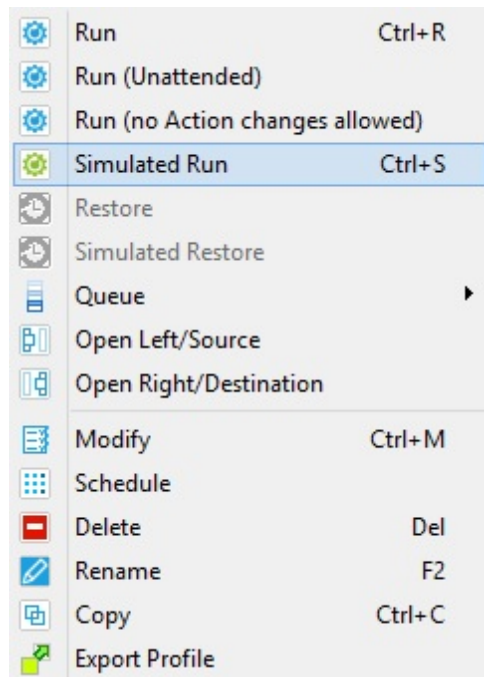 Run Ctrl+R
Run (Unattended)
Run (no Action changes allowed)
Simulated Run Ctrl+S
Restore
Simulated Restore
Queue
Open Left/Source
Open Right/Destination
Modify Ctrl+M
Schedule
Delete Del
Rename F2
Copy Ctrl+C
Export Profile